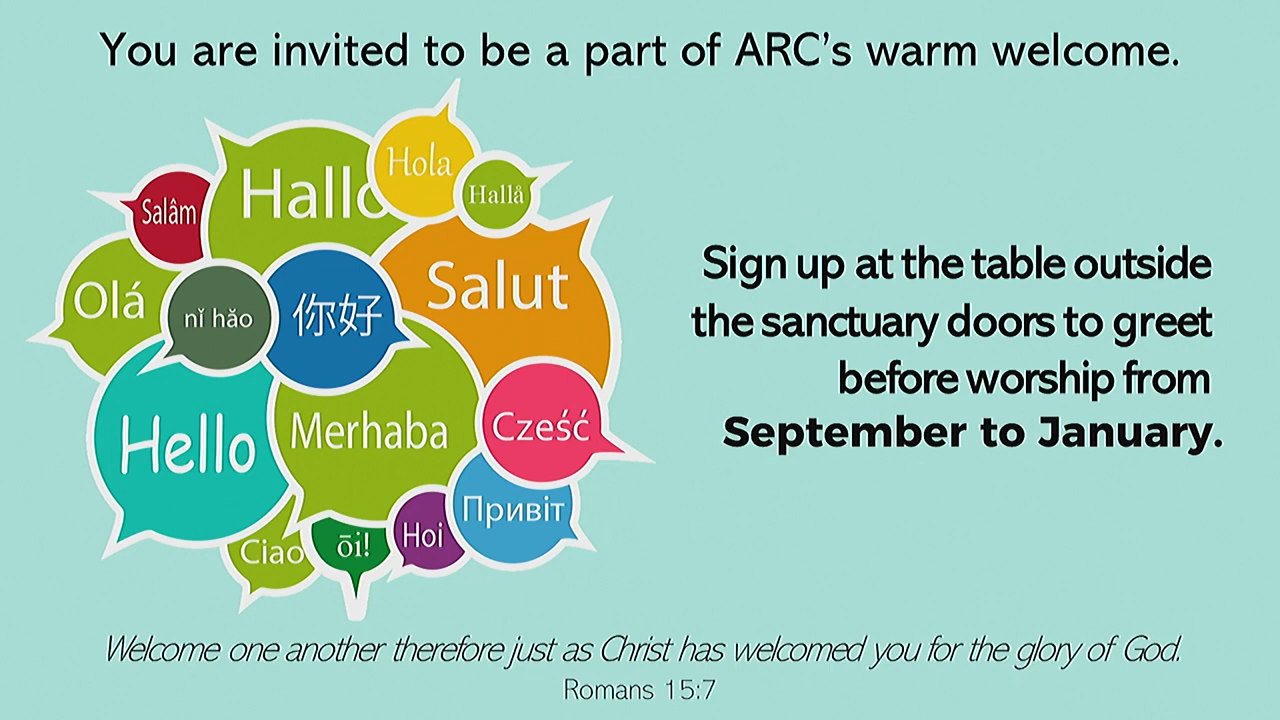 You are invited to be a part of ARC's warm welcome.
Hola
Hallo
Hallå
Salâm
Salut
Olá
nǐ hăo
你好
Hello
Merhaba
Cześć
Привіт
Hoi
Ciao
ōi!
Sign up at the table outside
the sanctuary doors to greet
before worship from
September to January.
Welcome one another therefore just as Christ has welcomed you for the glory of God.
Romans 15:7